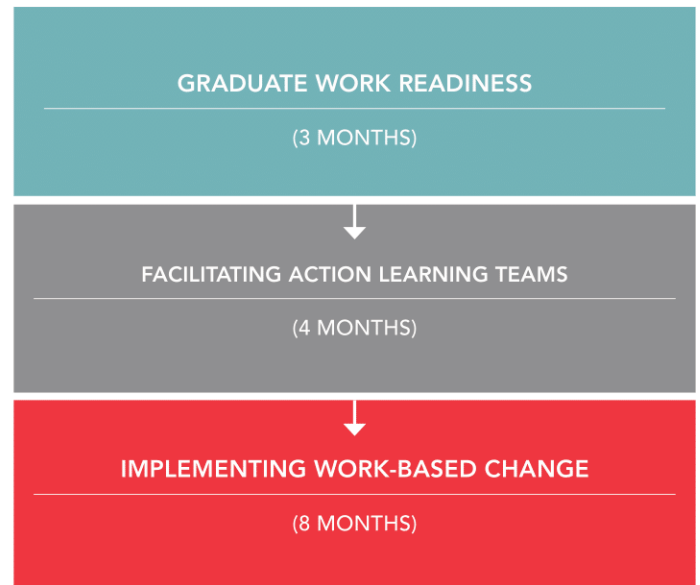 GRADUATE WORK READINESS
(3 MONTHS)
FACILITATING ACTION LEARNING TEAMS
(4 MONTHS)
IMPLEMENTING WORK-BASED CHANGE
(8 MONTHS)